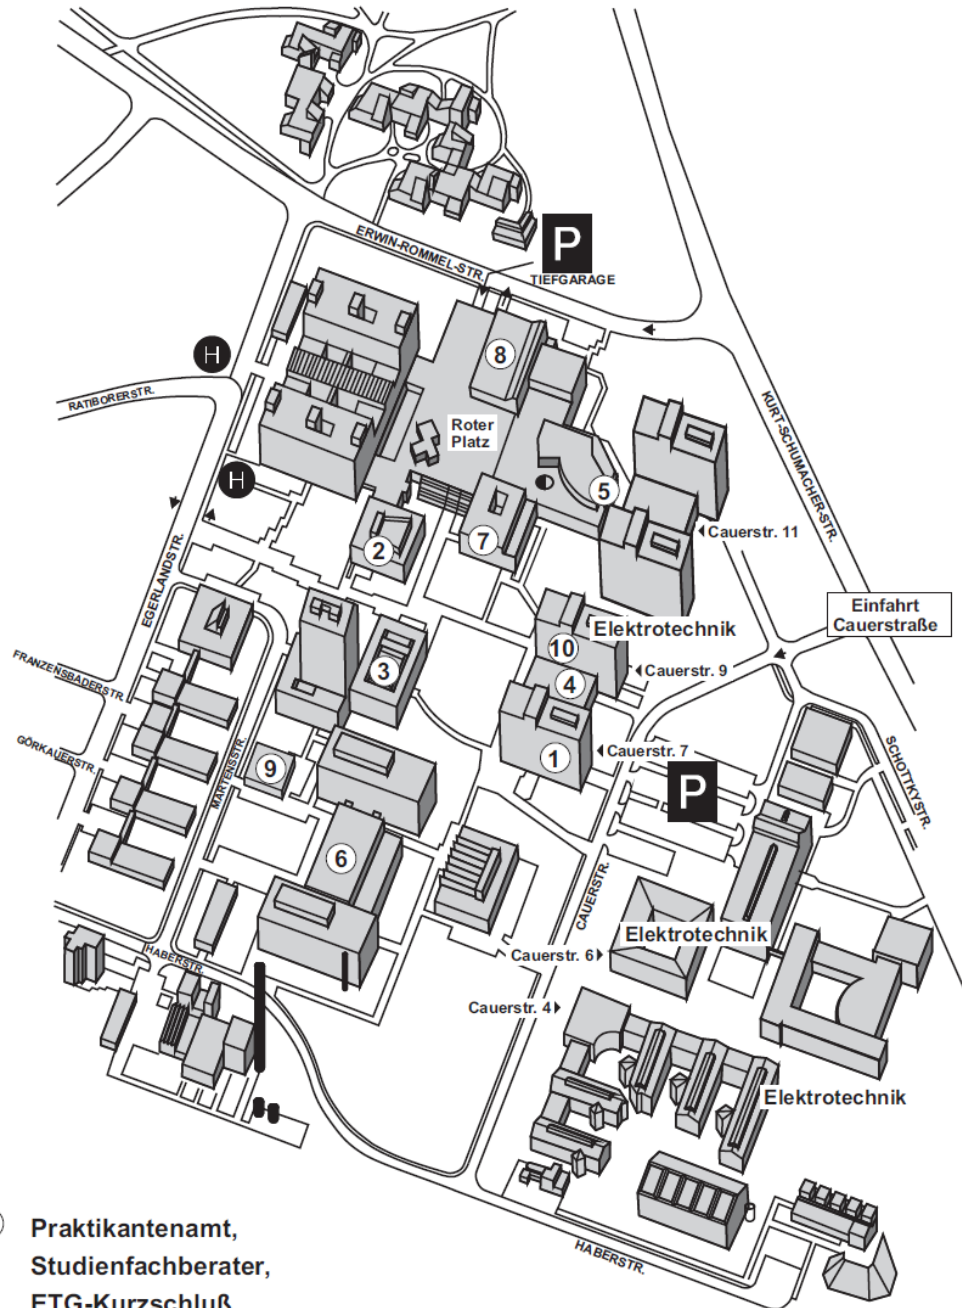 ERWIN-ROMMEL-STR.
P
TIEFGARAGE
H
8
RATIBORERSTR.
KURT-SCHUMACHER-STR.
Roter
Platz
H
5
Cauerstr. 11
2
7
EGERLANDSTR.
Einfahrt
Cauerstraße
Elektrotechnik
10
Cauerstr. 9
3
4
FRANZENSBADERSTR.
GÖRKAUERSTR.
1
Cauerstr. 7
9
MARTENSSTR.
P
SCHOTTKYSTR.
6
CAUERSTR.
Elektrotechnik
Cauerstr. 6
HABERSTR.
Cauerstr. 4
Elektrotechnik
HABERSTR.
Praktikantenamt,
Studienfachberater,
ETG-Kurzschluß